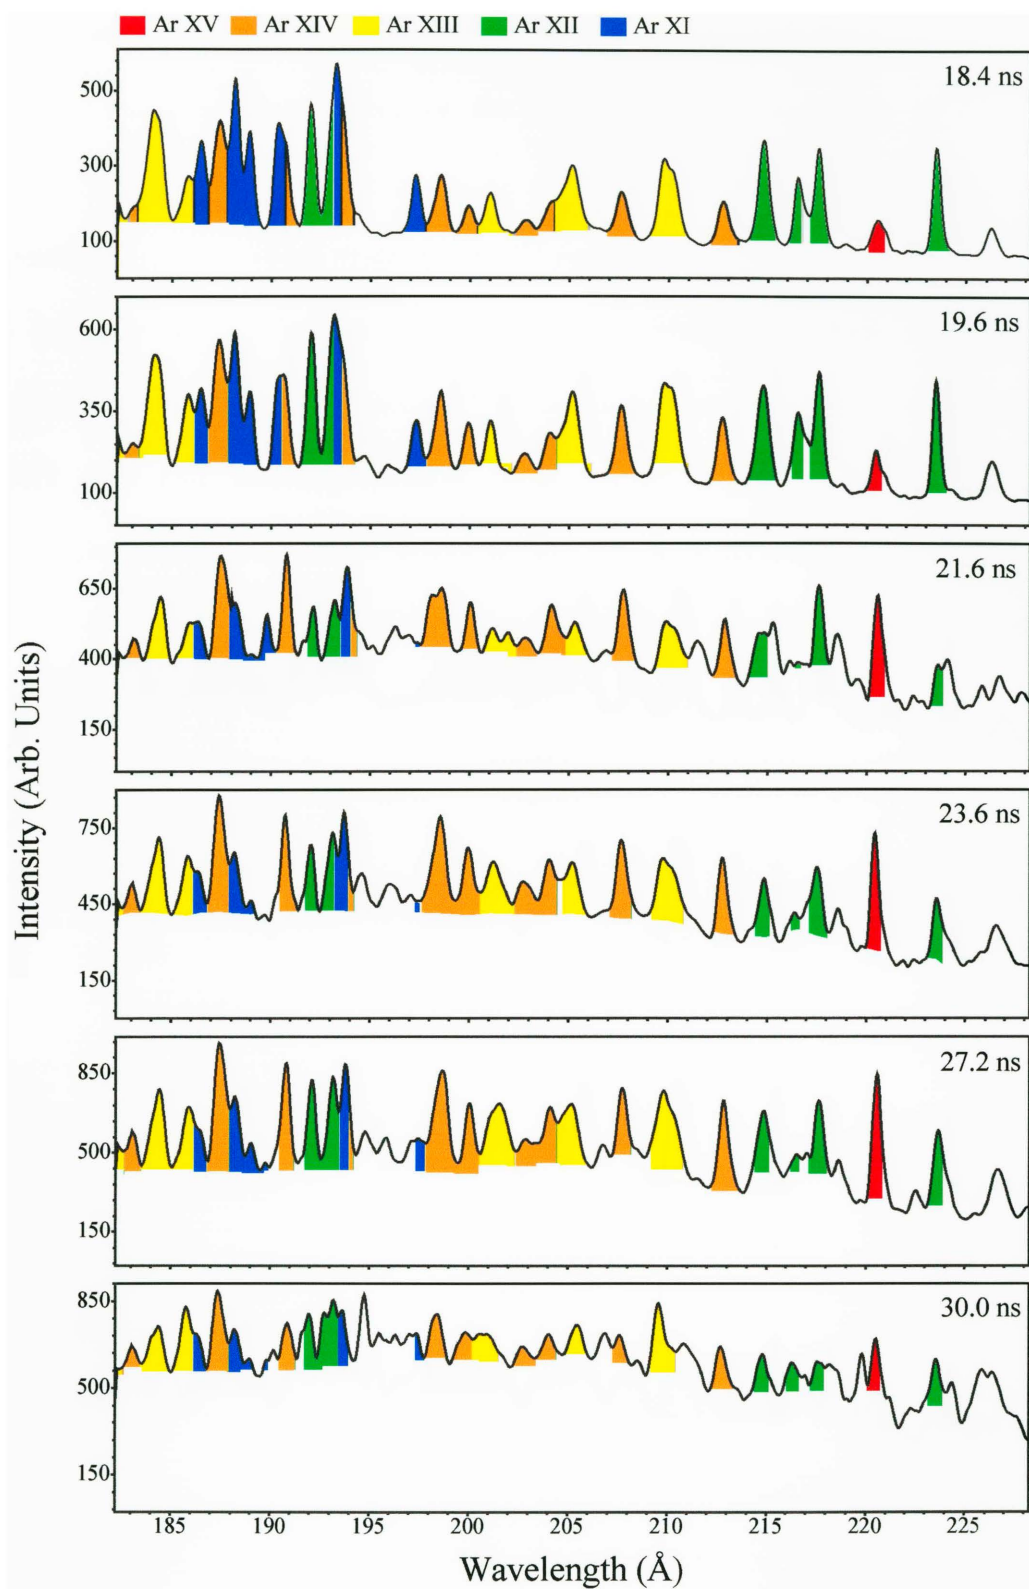 Ar XV Ar XIV Ar XIII Ar XII Ar XI
18.4 ns
500
300
100
19.6 ns
600
350
100
21.6 ns
650
400
150
23.6 ns
750
450
150
27.2 ns
850
500
150
30.0 ns
850
500
150
185 190 195 200 205 210 215 220 225
Wavelength (Å)
Intensity (Arb. Units)